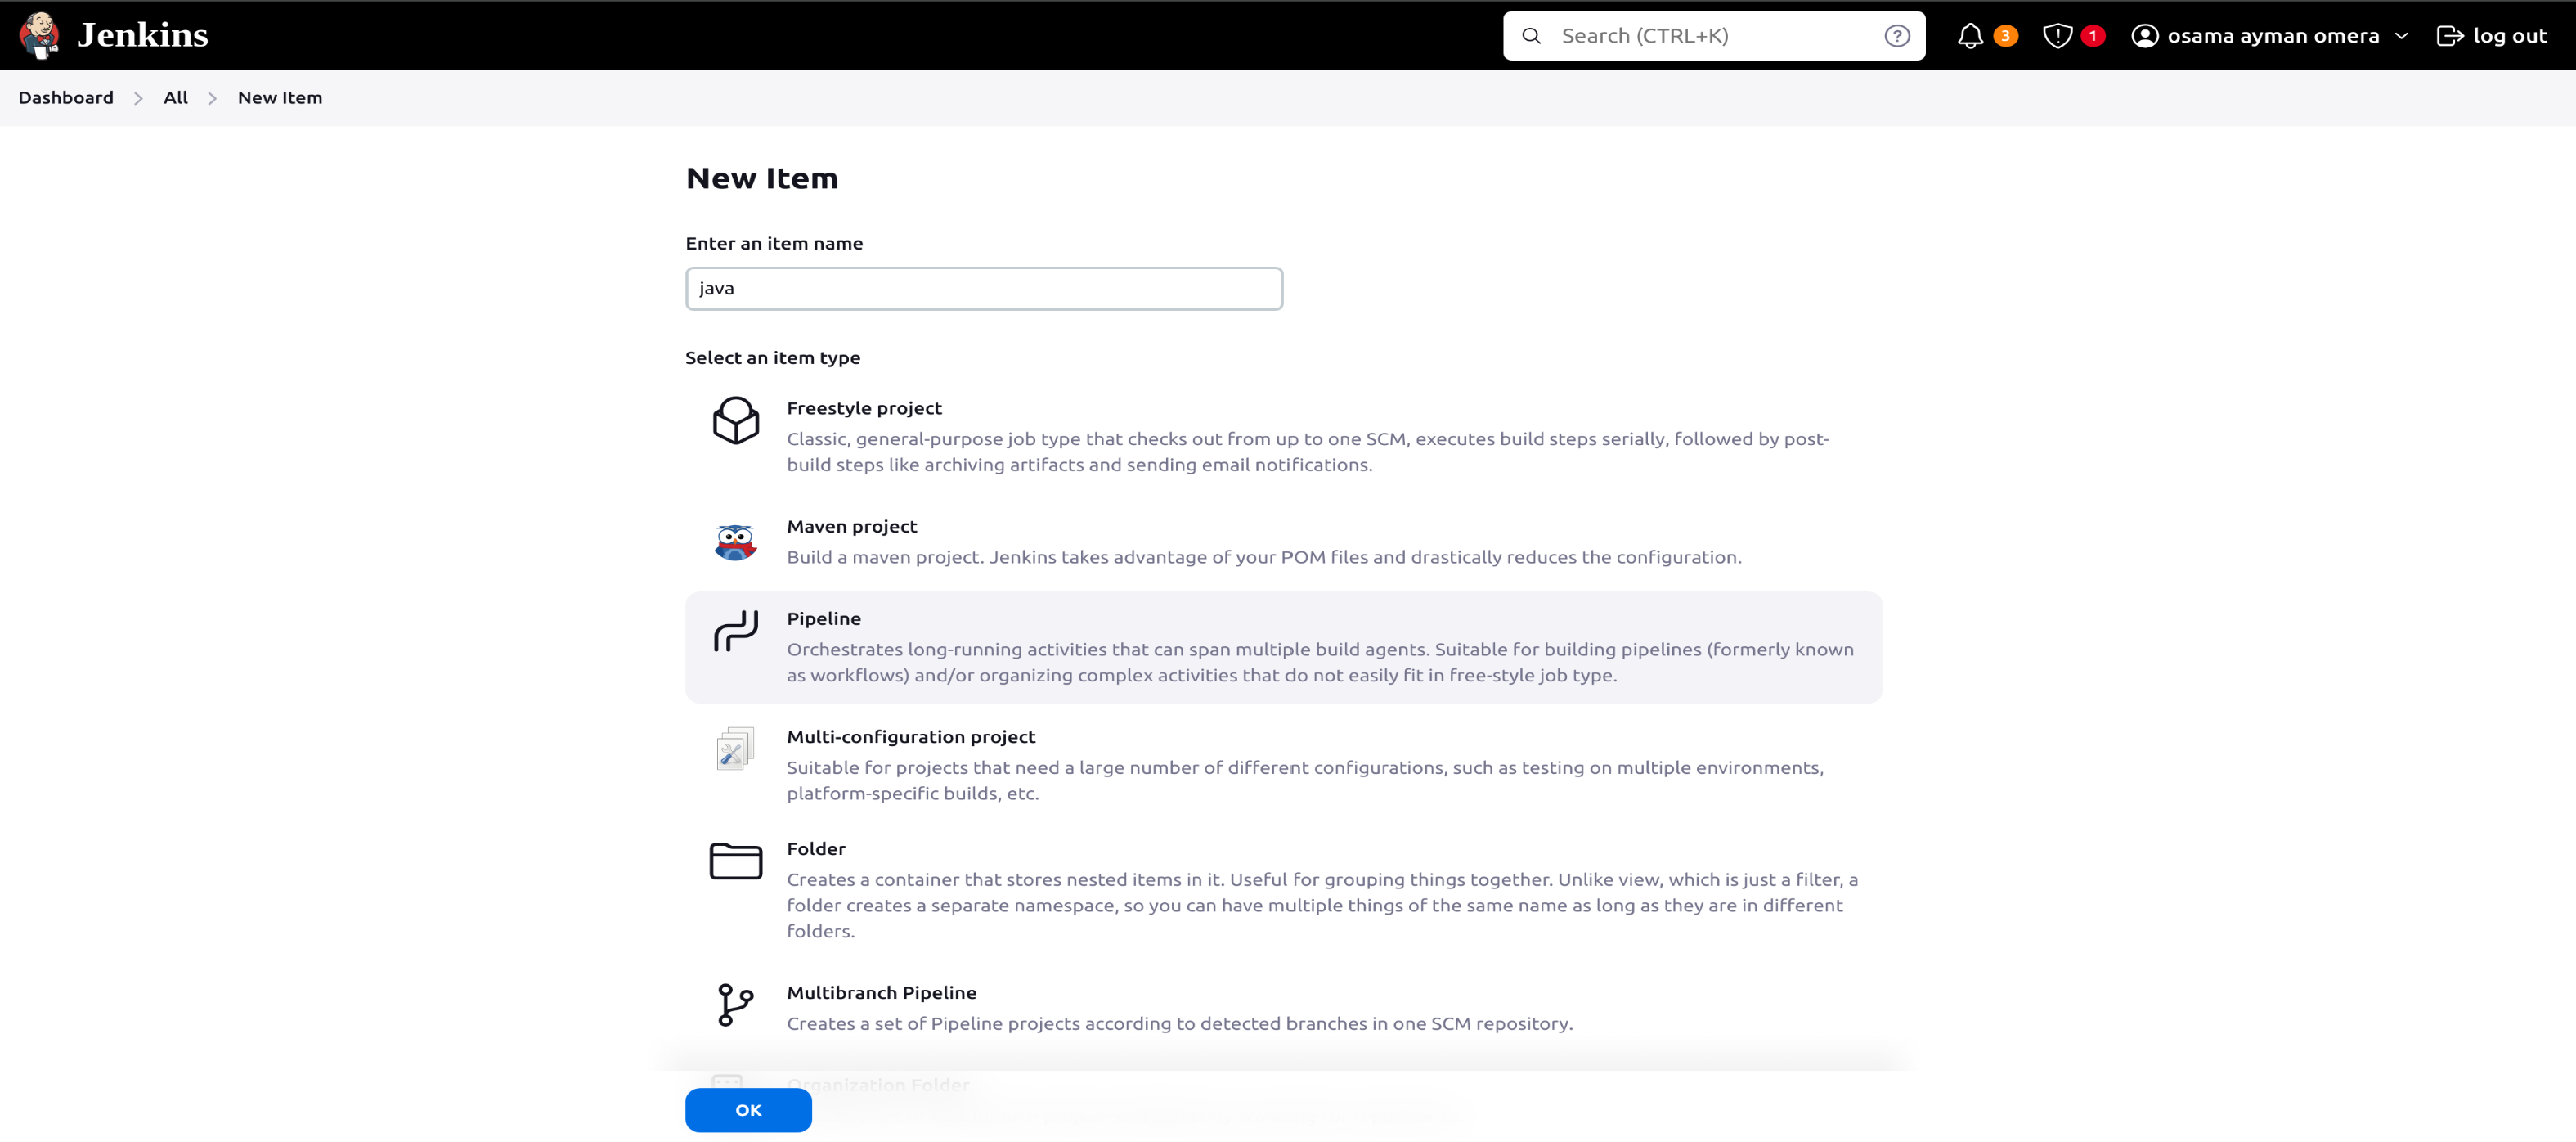 Jenkins
Search (CTRL+K)
3
1
osama ayman omera
log out
Dashboard
All
New Item
New Item
Enter an item name
java
Select an item type
Freestyle project
Classic, general-purpose job type that checks out from up to one SCM, executes build steps serially, followed by post-
build steps like archiving artifacts and sending email notifications.
Maven project
Build a maven project. Jenkins takes advantage of your POM files and drastically reduces the configuration.
Pipeline
Orchestrates long-running activities that can span multiple build agents. Suitable for building pipelines (formerly known
as workflows) and/or organizing complex activities that do not easily fit in free-style job type.
Multi-configuration project
Suitable for projects that need a large number of different configurations, such as testing on multiple environments,
platform-specific builds, etc.
Folder
Creates a container that stores nested items in it. Useful for grouping things together. Unlike view, which is just a filter, a
folder creates a separate namespace, so you can have multiple things of the same name as long as they are in different
folders.
Multibranch Pipeline
Creates a set of Pipeline projects according to detected branches in one SCM repository.
Organization Folder
OK